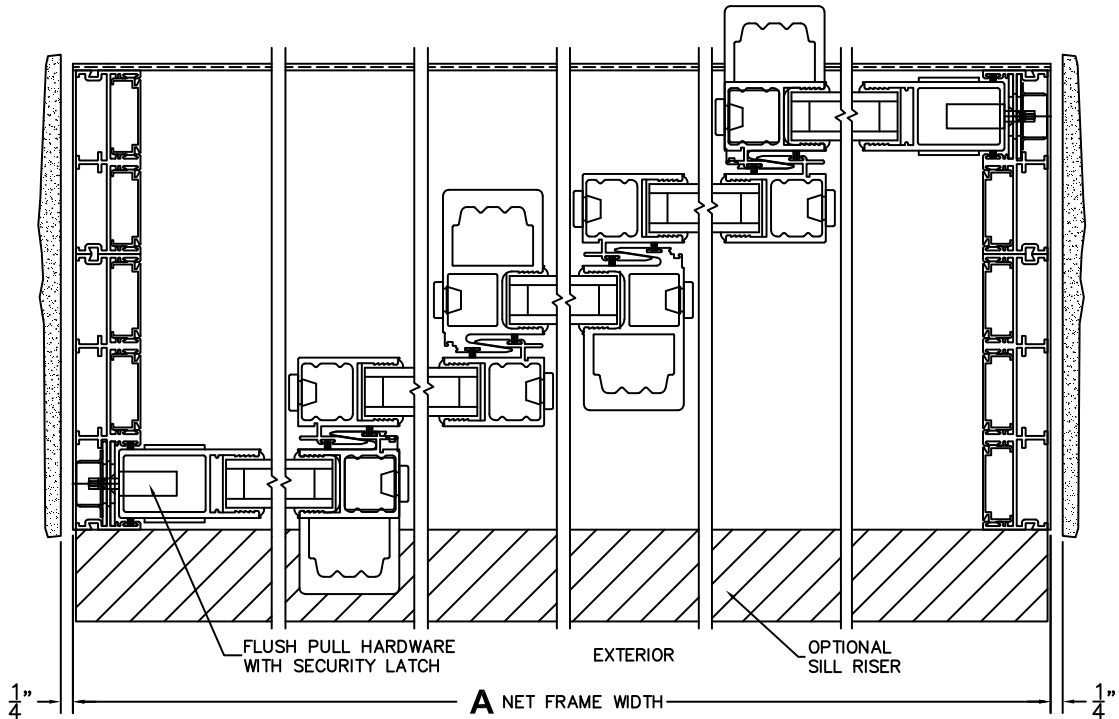 FLUSH PULL HARDWARE
WITH SECURITY LATCH
EXTERIOR
OPTIONAL
SILL RISER
1/4"
A NET FRAME WIDTH
1/4"